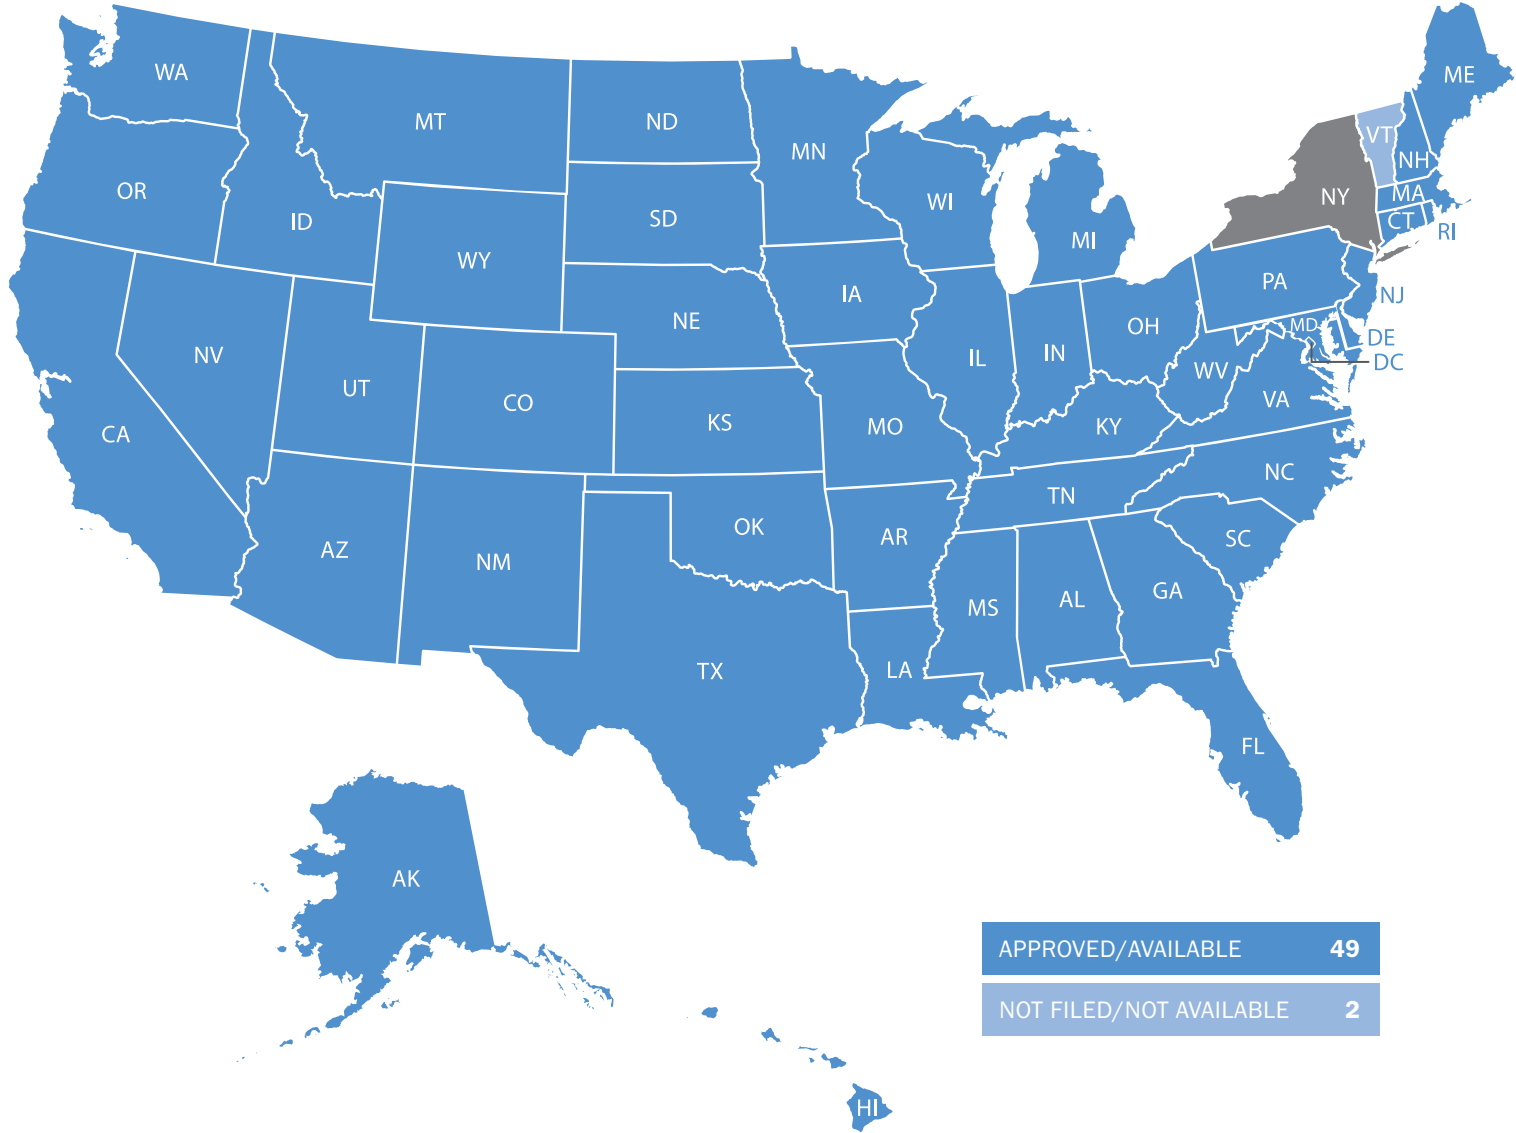 WA
MT
ND
MN
ME
VT
NH
OR
ID
SD
WI
MI
NY
MA
CT
RI
WY
IA
PA
NJ
NE
NV
UT
CO
IL
IN
OH
MD
DE
DC
WV
VA
CA
KS
MO
KY
NC
TN
AZ
NM
OK
AR
SC
GA
MS
AL
TX
LA
FL
AK
HI
APPROVED/AVAILABLE 49
NOT FILED/NOT AVAILABLE 2